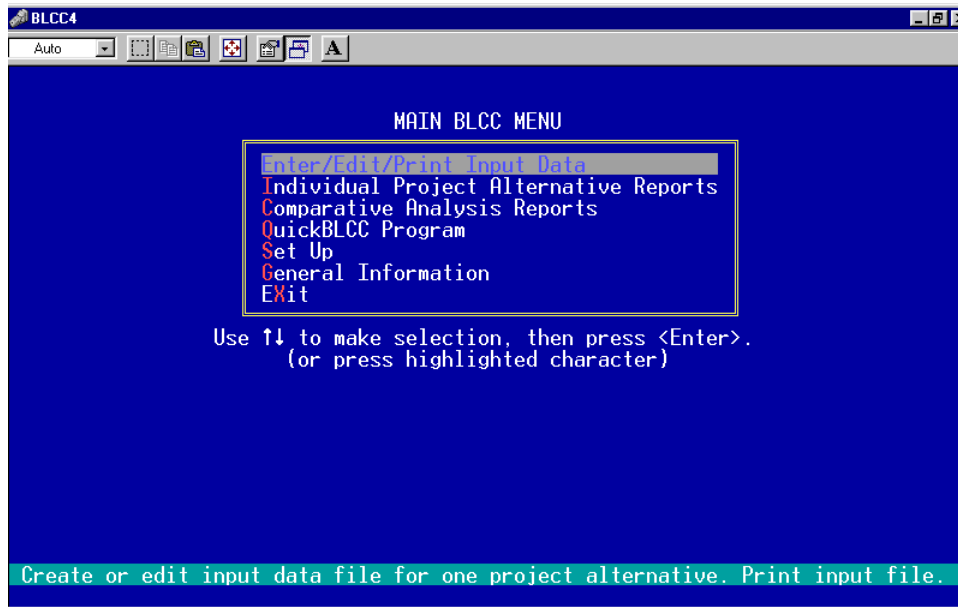 BLCC4
Auto
A
MAIN BLCC MENU
Enter/Edit/Print Input Data
Individual Project Alternative Reports
Comparative Analysis Reports
QuickBLCC Program
Set Up
General Information
EXit
Use ↑↓ to make selection, then press <Enter>.
(or press highlighted character)
Create or edit input data file for one project alternative. Print input file.